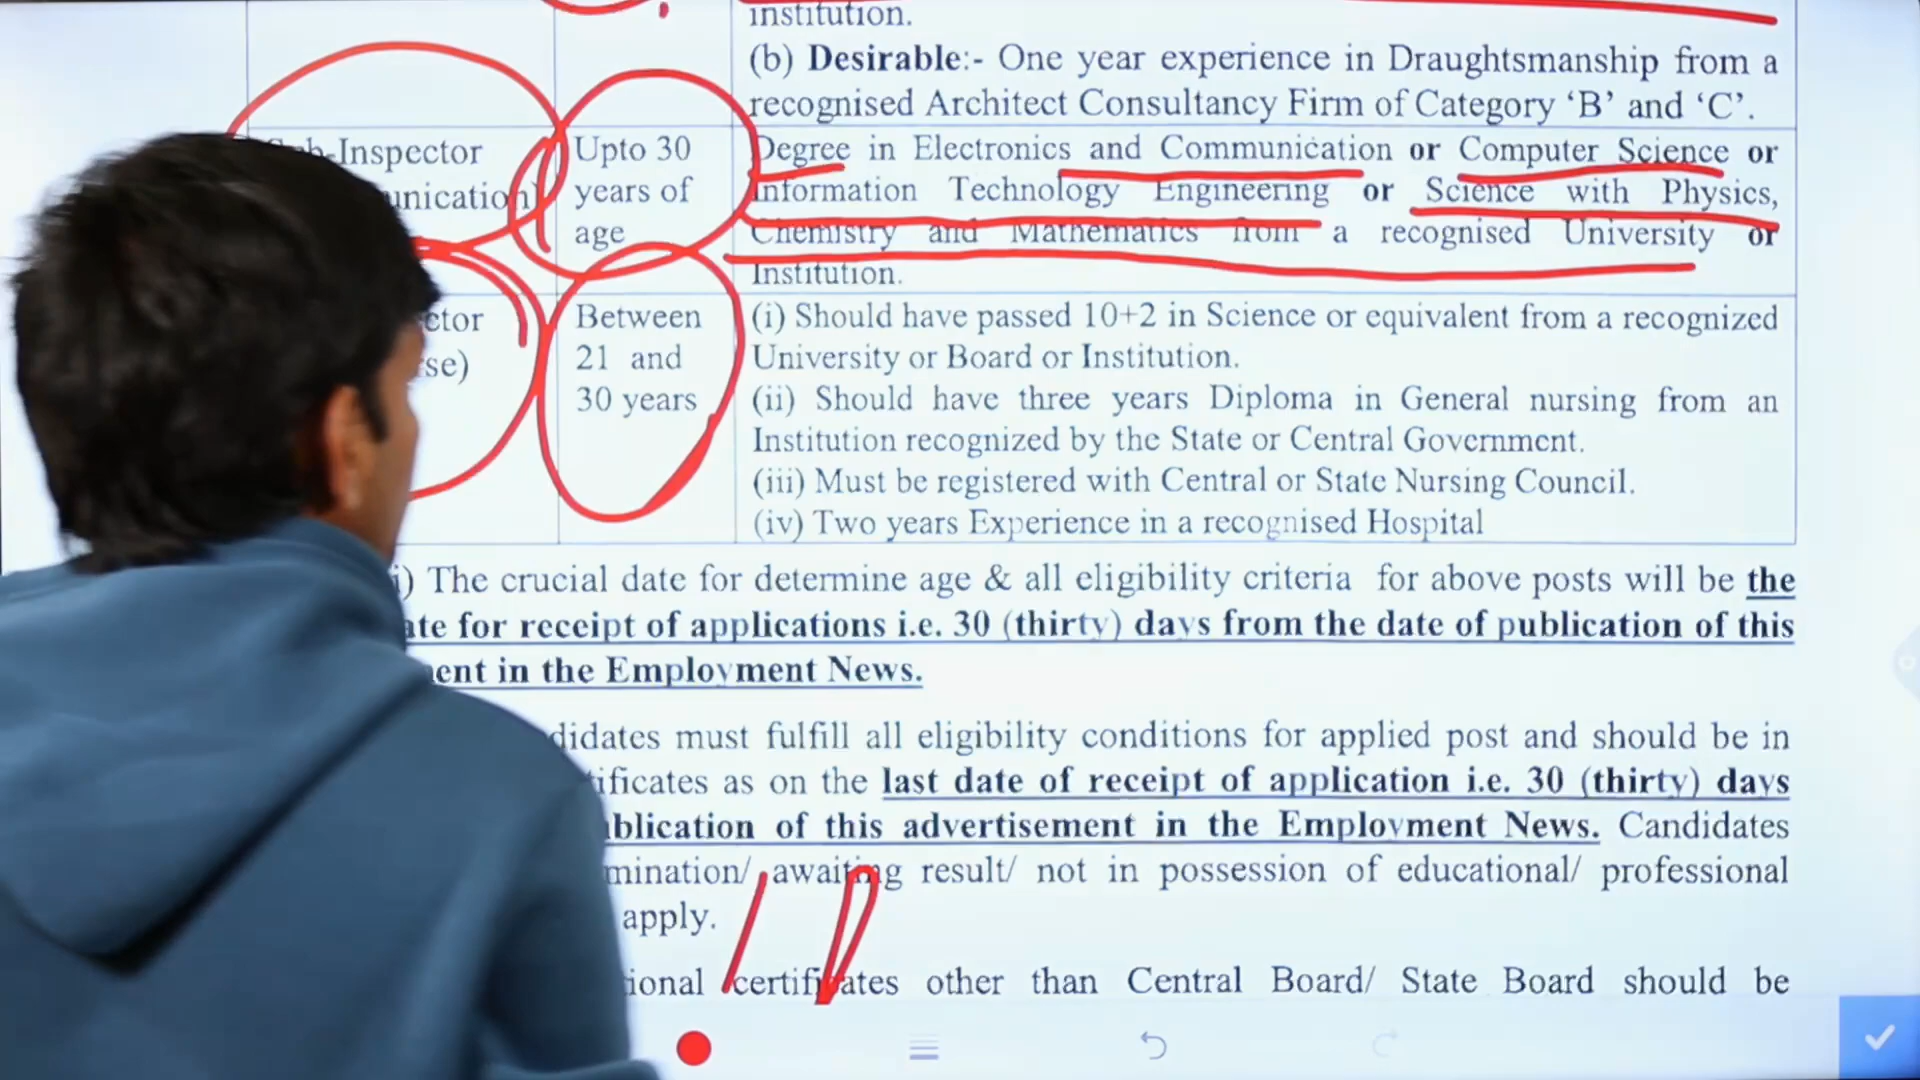 institution.
(b) Desirable:- One year experience in Draughtsmanship from a
recognised Architect Consultancy Firm of Category ‘B’ and ‘C’.
-Inspector
unication)
Upto 30
years of
age
Degree in Electronics and Communication or Computer Science or
Information Technology Engineering or Science with Physics,
Chemistry and Mathematics from a recognised University or
Institution.
ctor
se)
Between
21 and
30 years
(i) Should have passed 10+2 in Science or equivalent from a recognized
University or Board or Institution.
(ii) Should have three years Diploma in General nursing from an
Institution recognized by the State or Central Government.
(iii) Must be registered with Central or State Nursing Council.
(iv) Two years Experience in a recognised Hospital
i) The crucial date for determine age & all eligibility criteria for above posts will be the
ate for receipt of applications i.e. 30 (thirty) days from the date of publication of this
ent in the Employment News.
didates must fulfill all eligibility conditions for applied post and should be in
tificates as on the last date of receipt of application i.e. 30 (thirty) days
blication of this advertisement in the Employment News. Candidates
mination/ awaiting result/ not in possession of educational/ professional
apply.
ional certificates other than Central Board/ State Board should be